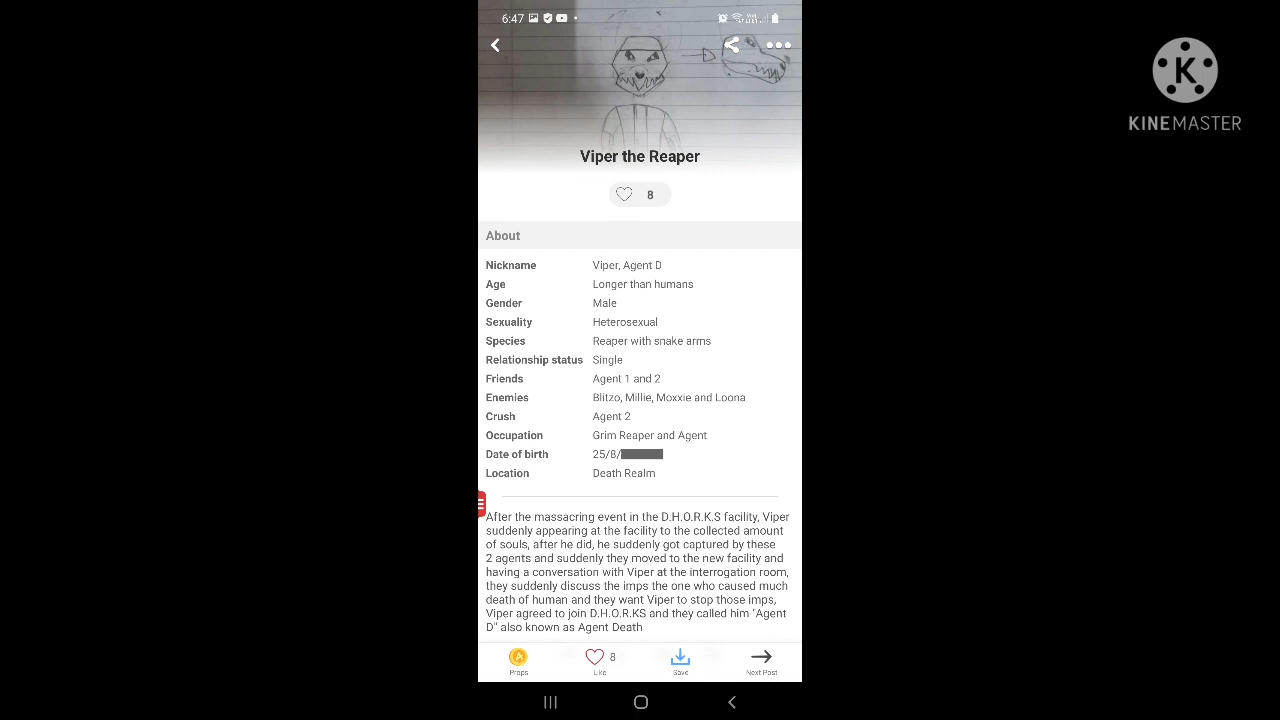 6:47
KINEMASTER
Viper the Reaper
8
About
Nickname Viper, Agent D
Age Longer than humans
Gender Male
Sexuality Heterosexual
Species Reaper with snake arms
Relationship status Single
Friends Agent 1 and 2
Enemies Blitzo, Millie, Moxxie and Loona
Crush Agent 2
Occupation Grim Reaper and Agent
Date of birth 25/8/
Location Death Realm
After the massacring event in the D.H.O.R.K.S facility, Viper
suddenly appearing at the facility to the collected amount
of souls, after he did, he suddenly got captured by these
2 agents and suddenly they moved to the new facility and
having a conversation with Viper at the interrogation room,
they suddenly discuss the imps the one who caused much
death of human and they want Viper to stop those imps,
Viper agreed to join D.H.O.R.KS and they called him "Agent
D" also known as Agent Death
8
Props Like Save Next Post